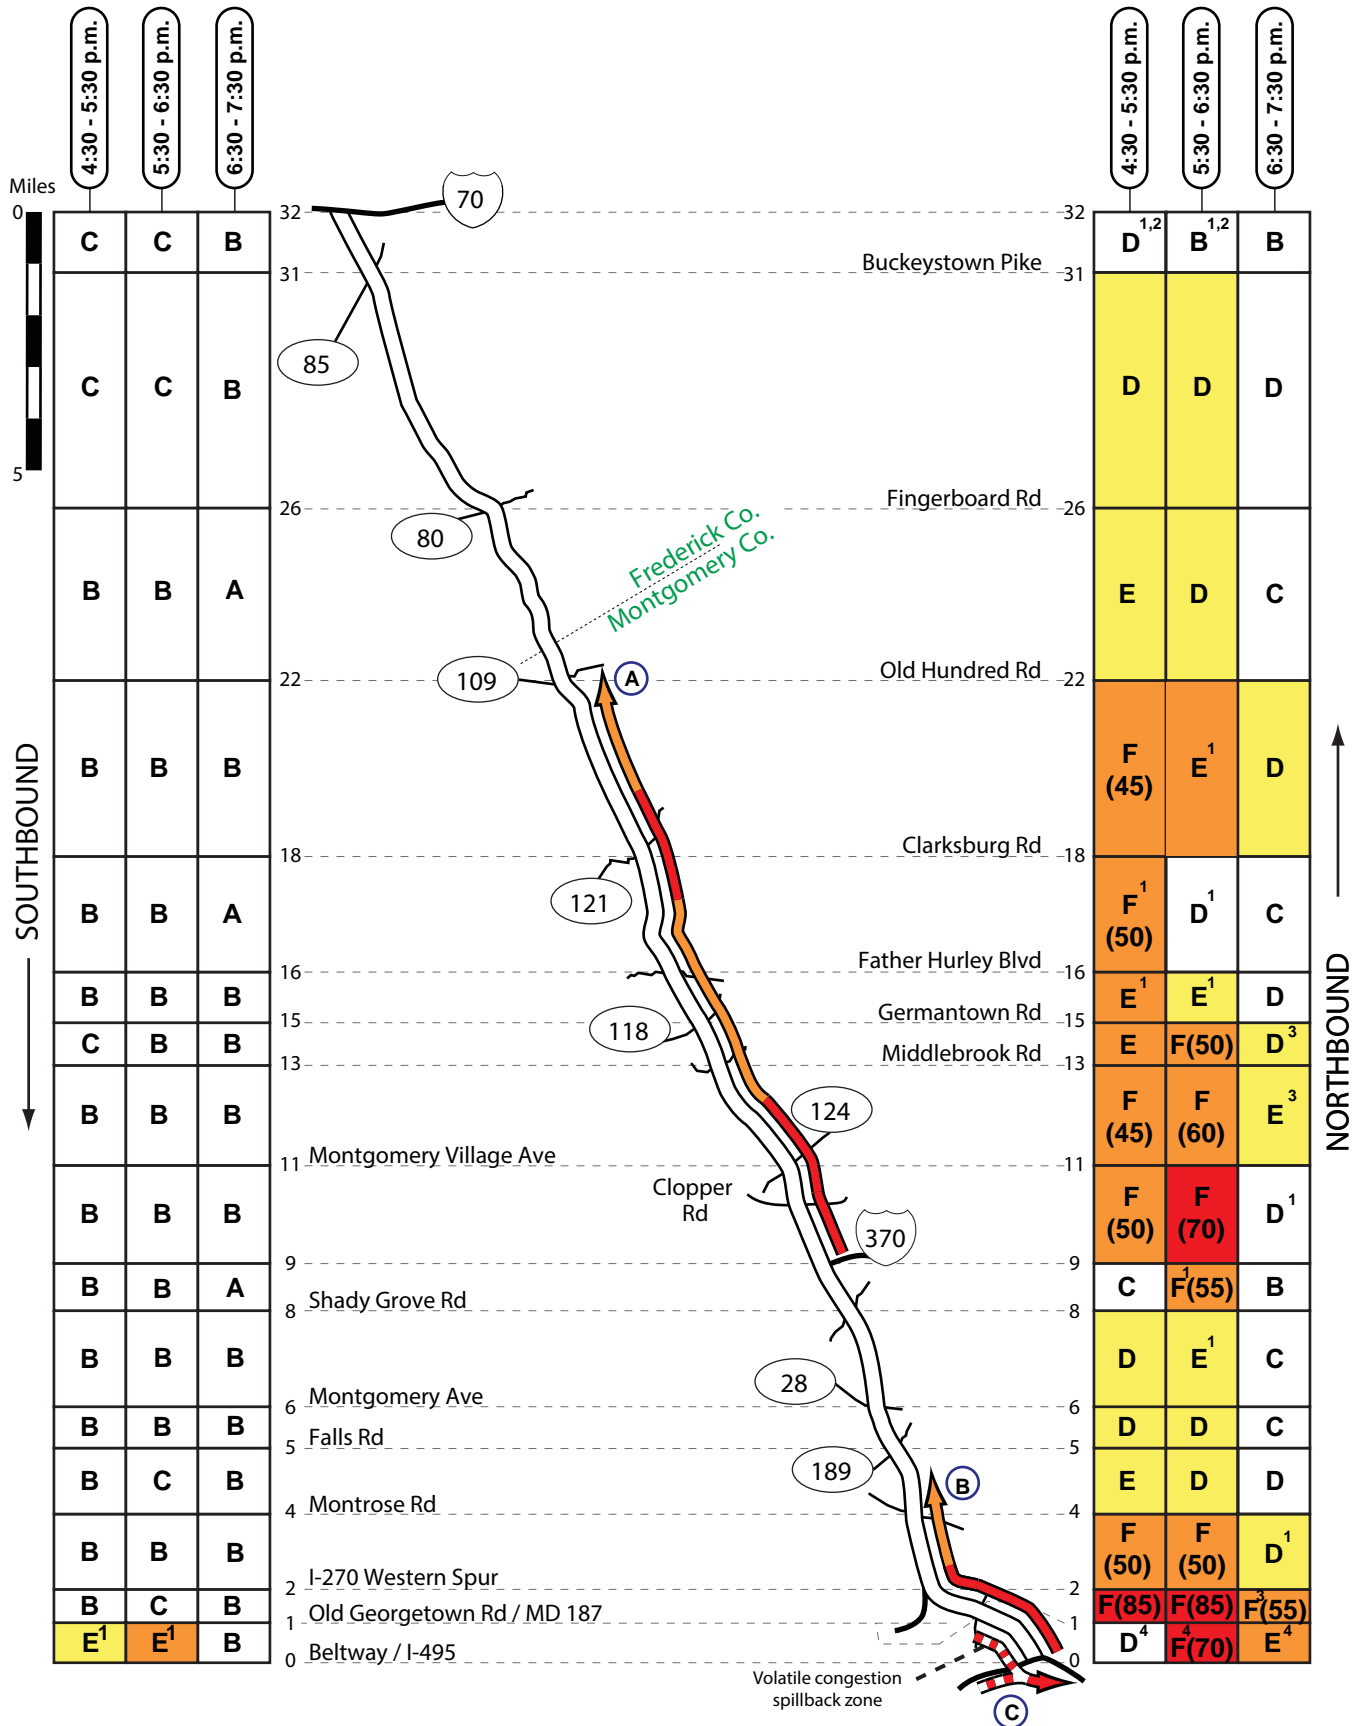 4:30 - 5:30 p.m. 5:30 - 6:30 p.m. 6:30 - 7:30 p.m. 4:30 - 5:30 p.m. 5:30 - 6:30 p.m. 6:30 - 7:30 p.m.
Miles
0
5
70
32 32
C C B D1,2 B1,2 B
Buckeystown Pike
31 31
85
C C B D D D
Fingerboard Rd
26 26
80
Frederick Co.
Montgomery Co.
B B A E D C
Old Hundred Rd
109 A
22 22
SOUTHBOUND
B B B F (45) E1 D
Clarksburg Rd
18 18
121
B B A F1 (50) D1 C
Father Hurley Blvd
16 16
NORTHBOUND
B B B E1 E1 D
Germantown Rd
15 15
118
C B B E F(50) D3
Middlebrook Rd
13 13
124
B B B F (45) F (60) E3
Montgomery Village Ave
11 11
Clopper
Rd
B B B F (50) F (70) D1
370
9 9
B B A C F1(55) B
Shady Grove Rd
8 8
B B B D E1 C
28
Montgomery Ave
6 6
B B B D D C
Falls Rd
5 5
189 B
B C B E D D
Montrose Rd
4 4
B B B F (50) F (50) D1
I-270 Western Spur
2 2
B C B F(85) F(85) F3(55)
Old Georgetown Rd / MD 187
1 1
E1 E1 B D4 F4(70) E4
Beltway / I-495
0 0
Volatile congestion
spillback zone
C